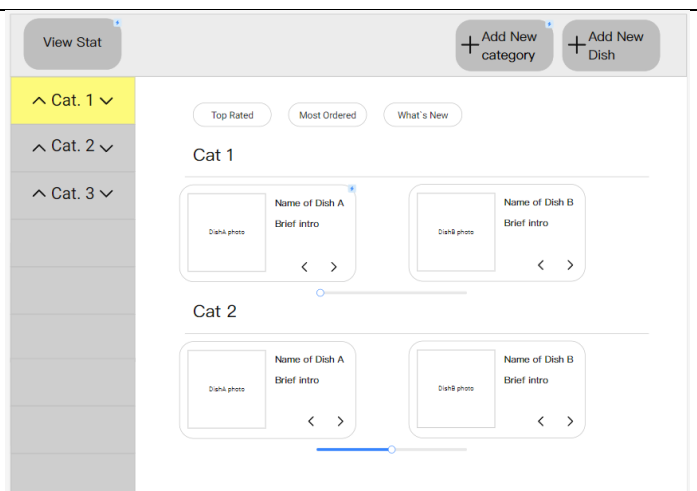 View Stat
Add New
category
Add New
Dish
Cat. 1
Cat. 2
Cat. 3
Top Rated
Most Ordered
What`s New
Cat 1
Name of Dish A
Brief intro
DishA photo
Name of Dish B
Brief intro
DishB photo
Cat 2
Name of Dish A
Brief intro
DishA photo
Name of Dish B
Brief intro
DishB photo